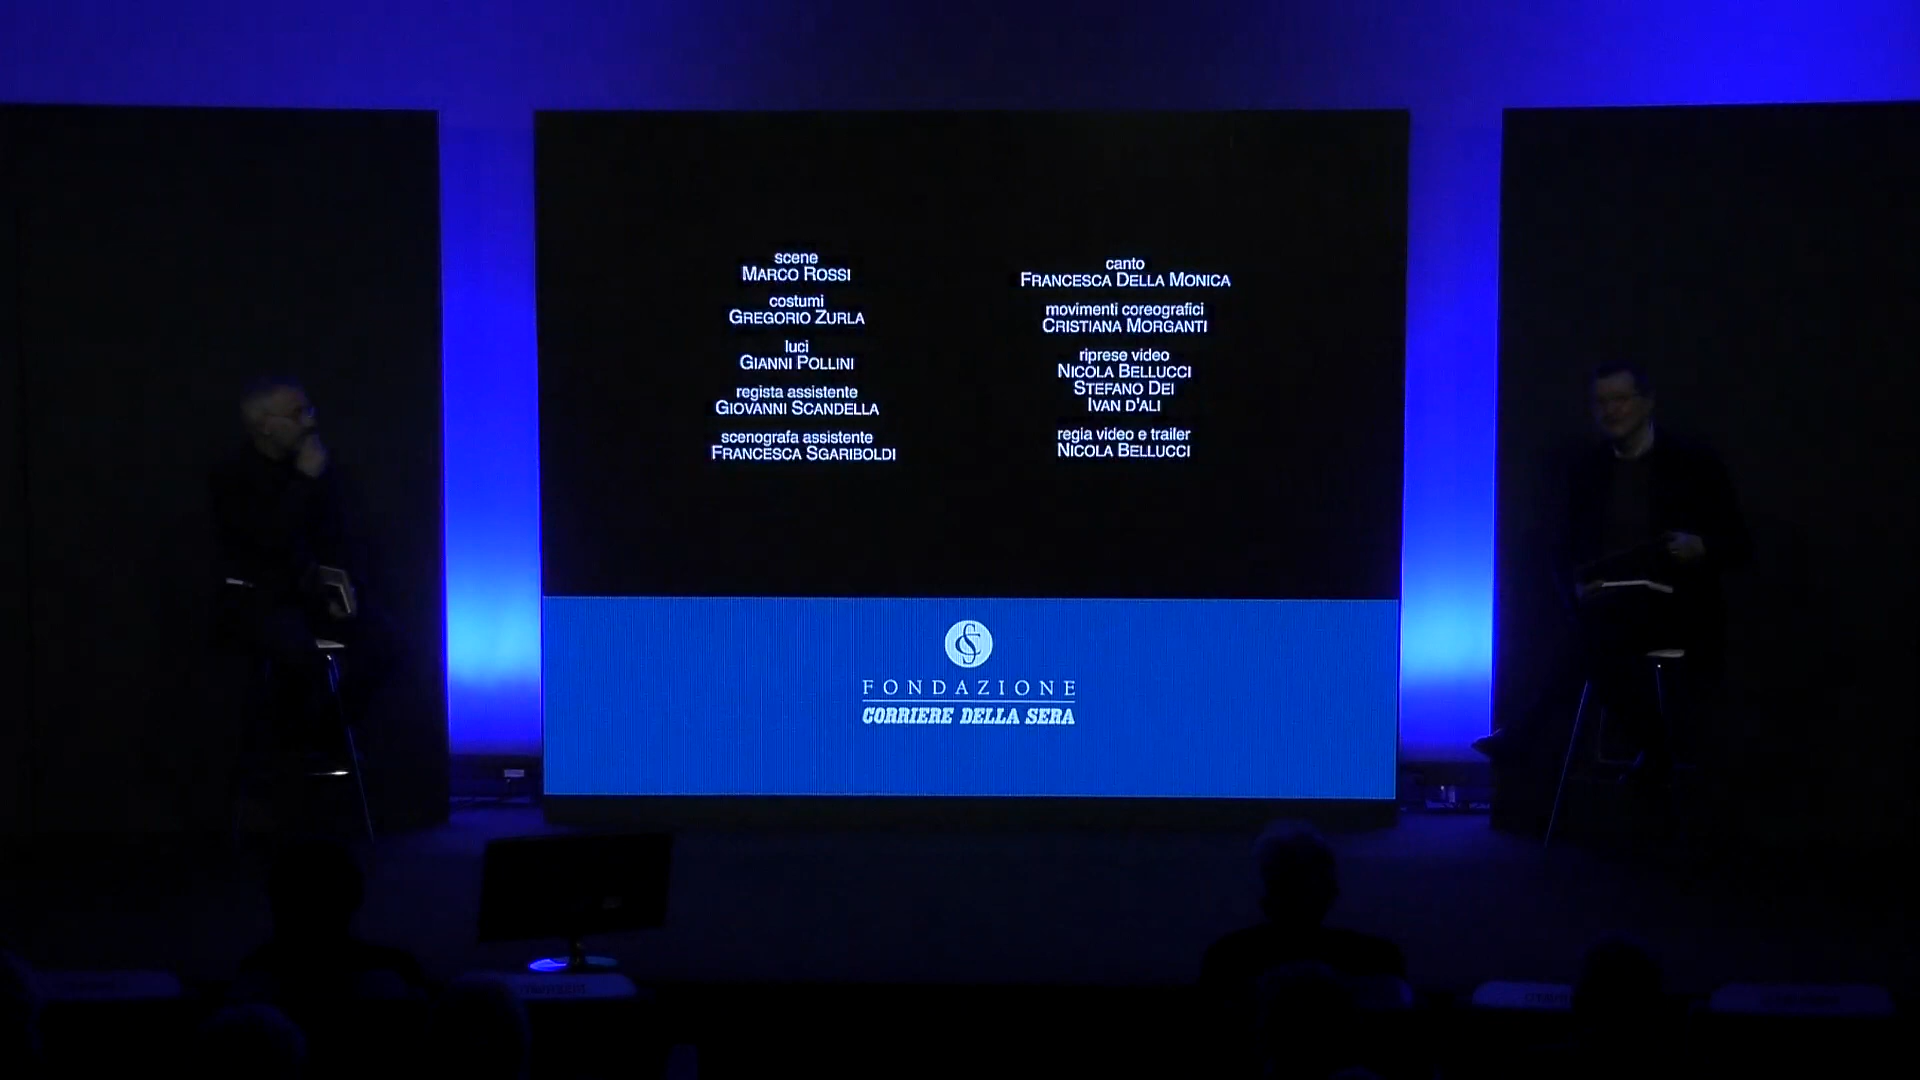 scene
MARCO ROSSI
costumi
GREGORIO ZURLA
luci
GIANNI POLLINI
regista assistente
GIOVANNI SCANDELLA
scenografa assistente
FRANCESCA SGARIBOLDI
canto
FRANCESCA DELLA MONICA
movimenti coreografici
CRISTIANA MORGANTI
riprese video
NICOLA BELLUCCI
STEFANO DEI
IVAN D'ALI
regia video e trailer
NICOLA BELLUCCI
FONDAZIONE
CORRIERE DELLA SERA